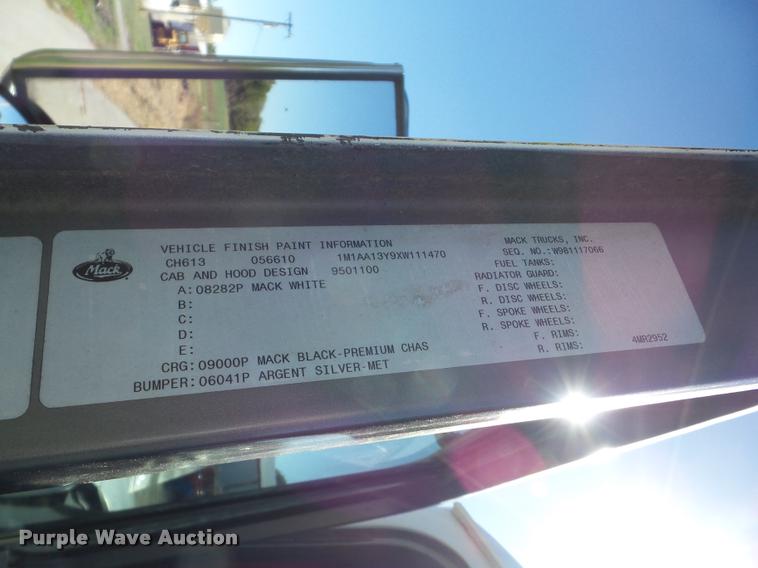 Mack
VEHICLE FINISH PAINT INFORMATION
CH613 056610 1M1AA13Y9XW111470
CAB AND HOOD DESIGN 9501100
A: 08282P MACK WHITE
B:
C:
D:
E:
CRG: 09000P MACK BLACK-PREMIUM CHAS
BUMPER: 06041P ARGENT SILVER-MET
MACK TRUCKS, INC.
SEQ. NO.: W981117066
FUEL TANKS:
RADIATOR GUARD:
F. DISC WHEELS:
R. DISC WHEELS:
F. SPOKE WHEELS:
R. SPOKE WHEELS:
F. RIMS:
R. RIMS:
4MR2952
Purple Wave Auction